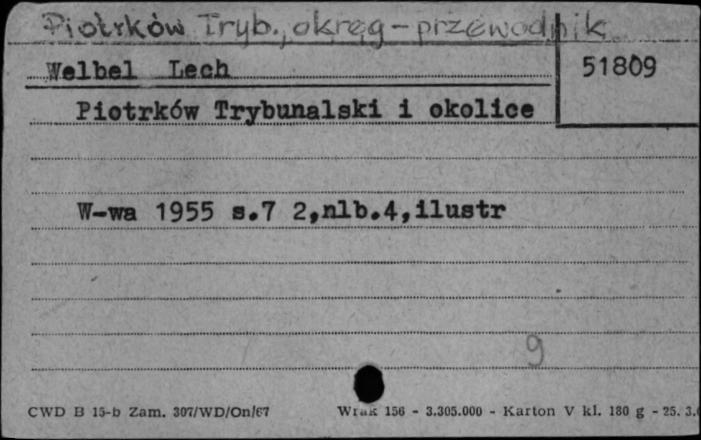 Piotrków Tryb., okręg - przewodnik
Welbel Lech
51809
Piotrków Trybunalski i okolice
W-wa 1955 s.7 2,nlb.4,ilustr
9
CWD B 15-b Zam. 307/WD/On/67 Wrak 156 - 3.305.000 - Karton V kl. 180 g - 25. 3.